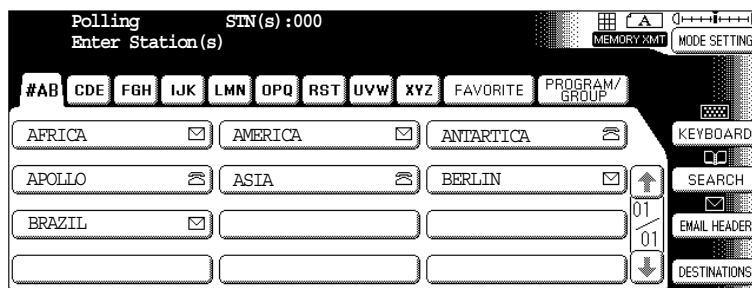 Polling STN(s):000
Enter Station(s)
A
MEMORY XMT
MODE SETTING
#AB CDE FGH IJK LMN OPQ RST UVW XYZ FAVORITE PROGRAM/
GROUP
AFRICA AMERICA ANTARTICA
KEYBOARD
APOLLO ASIA BERLIN
SEARCH
BRAZIL
01
01
EMAIL HEADER
DESTINATIONS